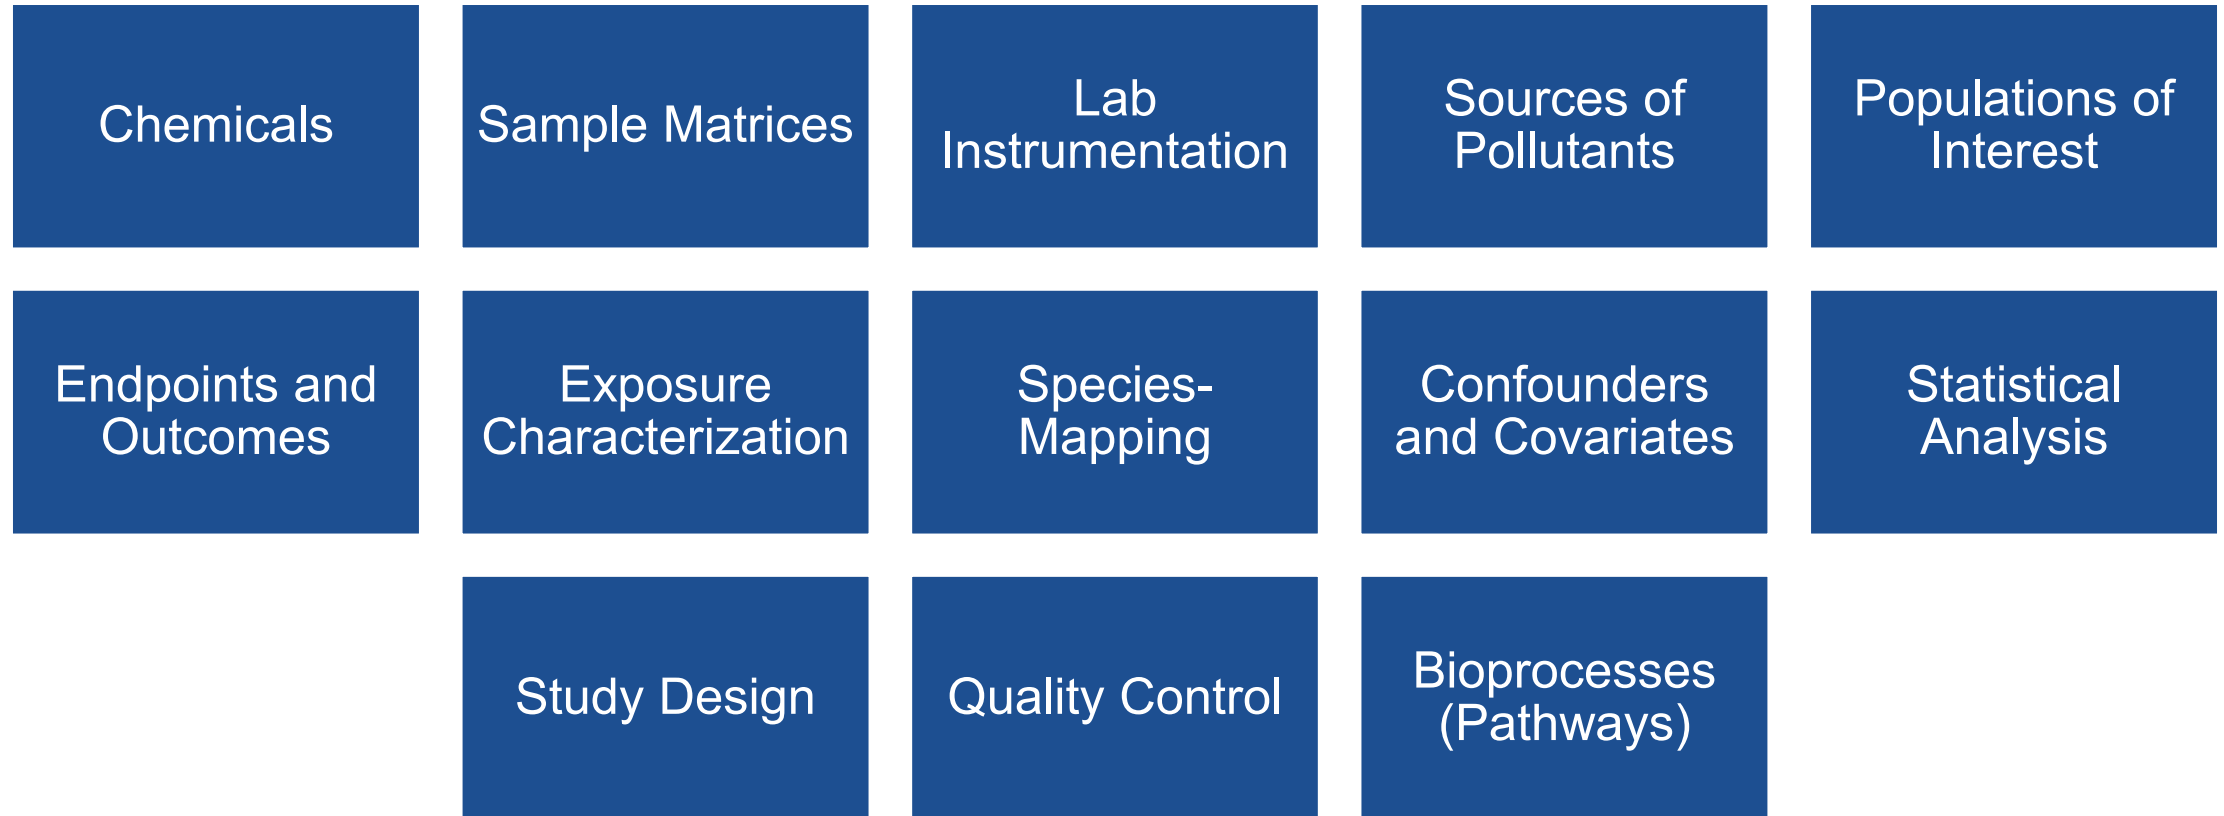 Chemicals
Sample Matrices
Lab
Instrumentation
Sources of
Pollutants
Populations of
Interest
Endpoints and
Outcomes
Exposure
Characterization
Species-
Mapping
Confounders
and Covariates
Statistical
Analysis
Study Design
Quality Control
Bioprocesses
(Pathways)